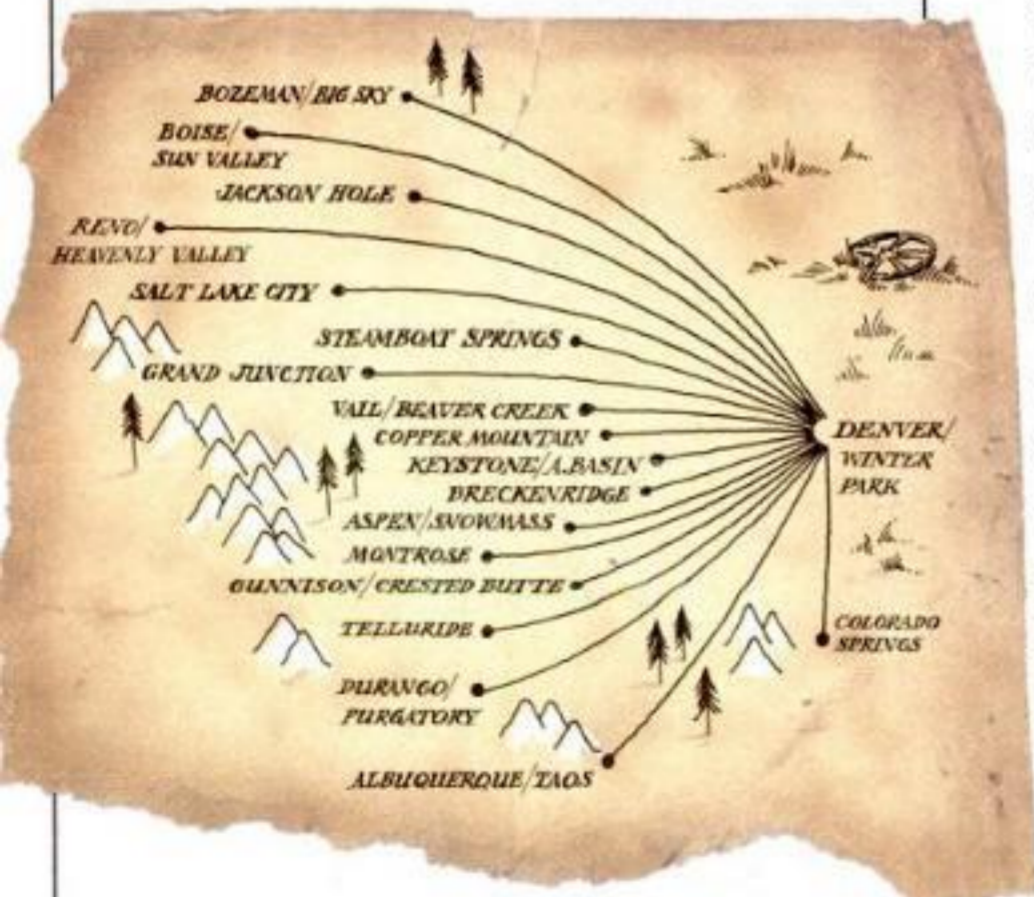 BOZEMAN/BIG SKY
BOISE/
SUN VALLEY
JACKSON HOLE
RENO/
HEAVENLY VALLEY
SALT LAKE CITY
STEAMBOAT SPRINGS
GRAND JUNCTION
VAIL/BEAVER CREEK
COPPER MOUNTAIN
KEYSTONE/A.BASIN
BRECKENRIDGE
ASPEN/SNOWMASS
MONTROSE
GUNNISON/CRESTED BUTTE
TELLURIDE
DURANGO/
PURGATORY
ALBUQUERQUE/TAOS
DENVER/
WINTER
PARK
COLORADO
SPRINGS